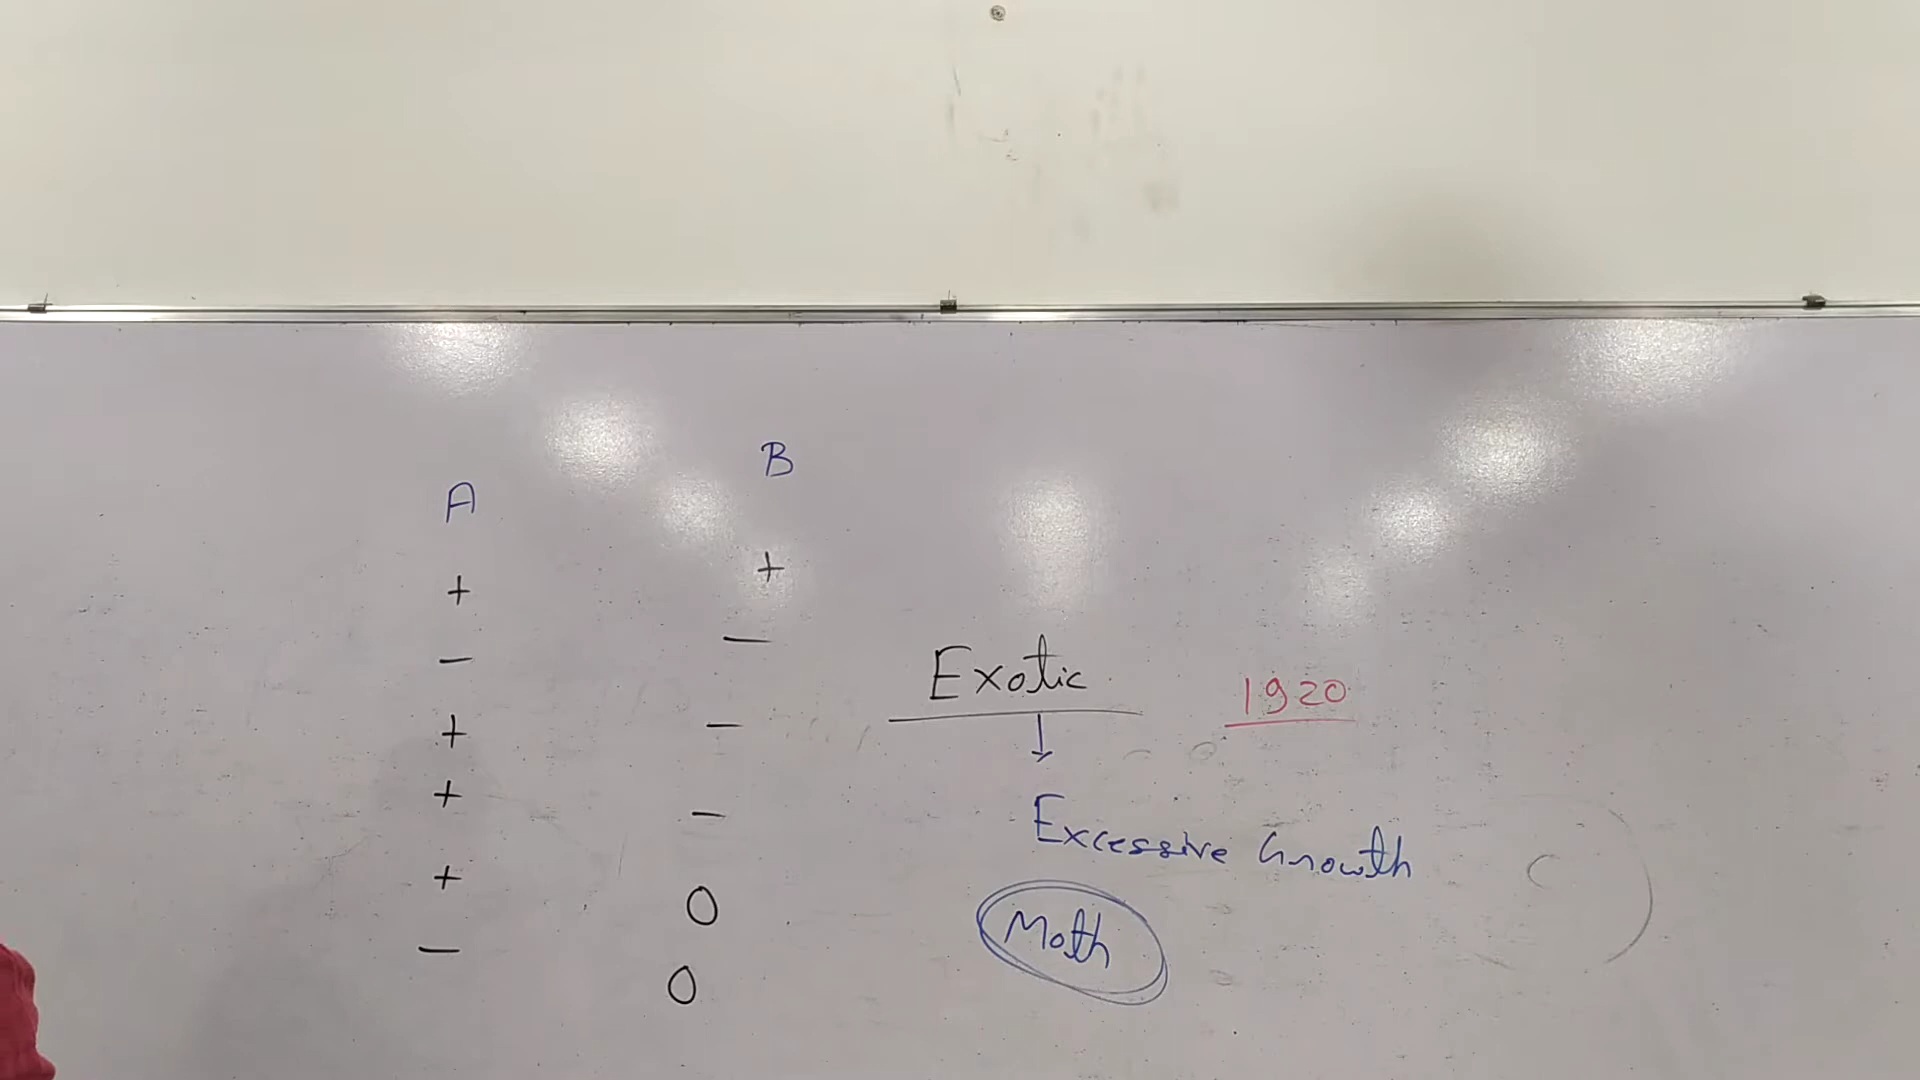 A B
+ +
− −
+ −
+ −
+ 0
− 0
Exotic 1920
↓
Excessive Growth
Moth